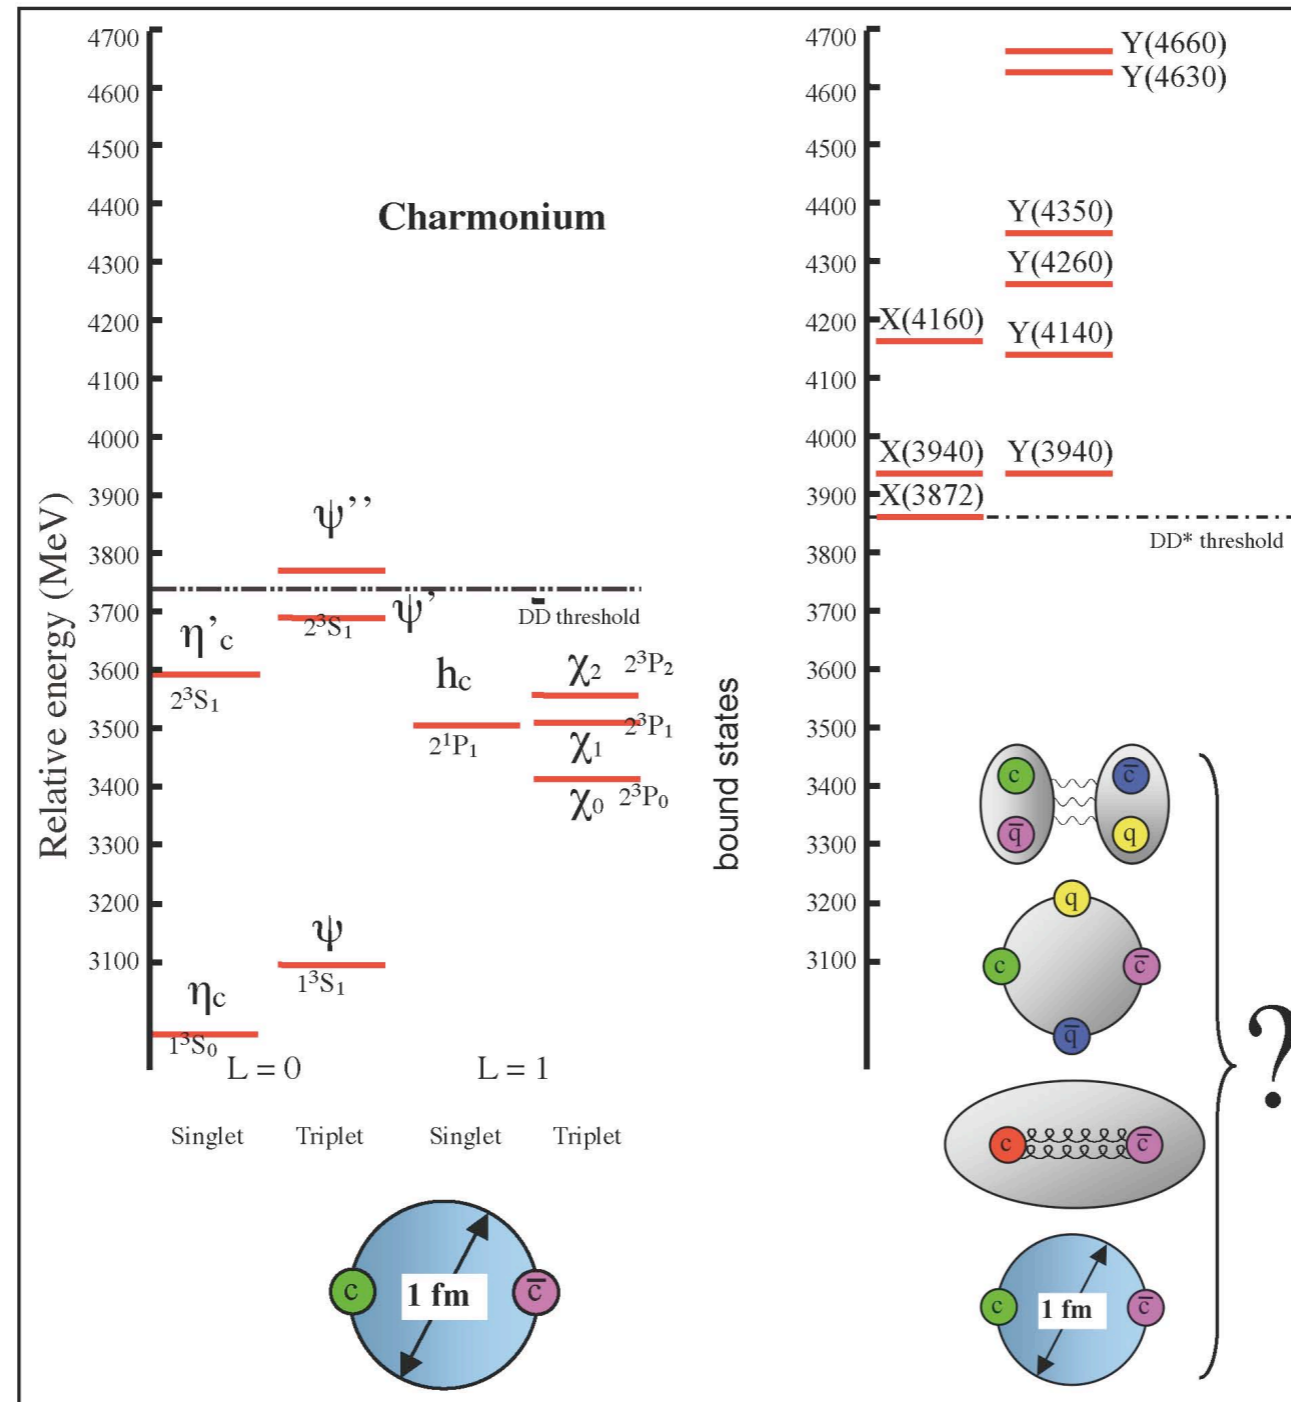 Relative energy (MeV)
4700
4600
4500
4400
4300
4200
4100
4000
3900
3800
3700
3600
3500
3400
3300
3200
3100
Charmonium
ψ’’
DD̄ threshold
ψ'
2³S₁
η’c
2³S₁
hc
2¹P₁
χ₂ 2³P₂
2³P₁
χ₁
χ₀ 2³P₀
ψ
1³S₁
ηc
1³S₀
L = 0 L = 1
Singlet Triplet Singlet Triplet
c 1 fm c̄
bound states
4700
4600
4500
4400
4300
4200
4100
4000
3900
3800
3700
3600
3500
3400
3300
3200
3100
Y(4660)
Y(4630)
Y(4350)
Y(4260)
X(4160) Y(4140)
X(3940) Y(3940)
X(3872)
DD* threshold
c c̄
q̄ q
q
c c̄
q̄
c c̄
c 1 fm c̄
?